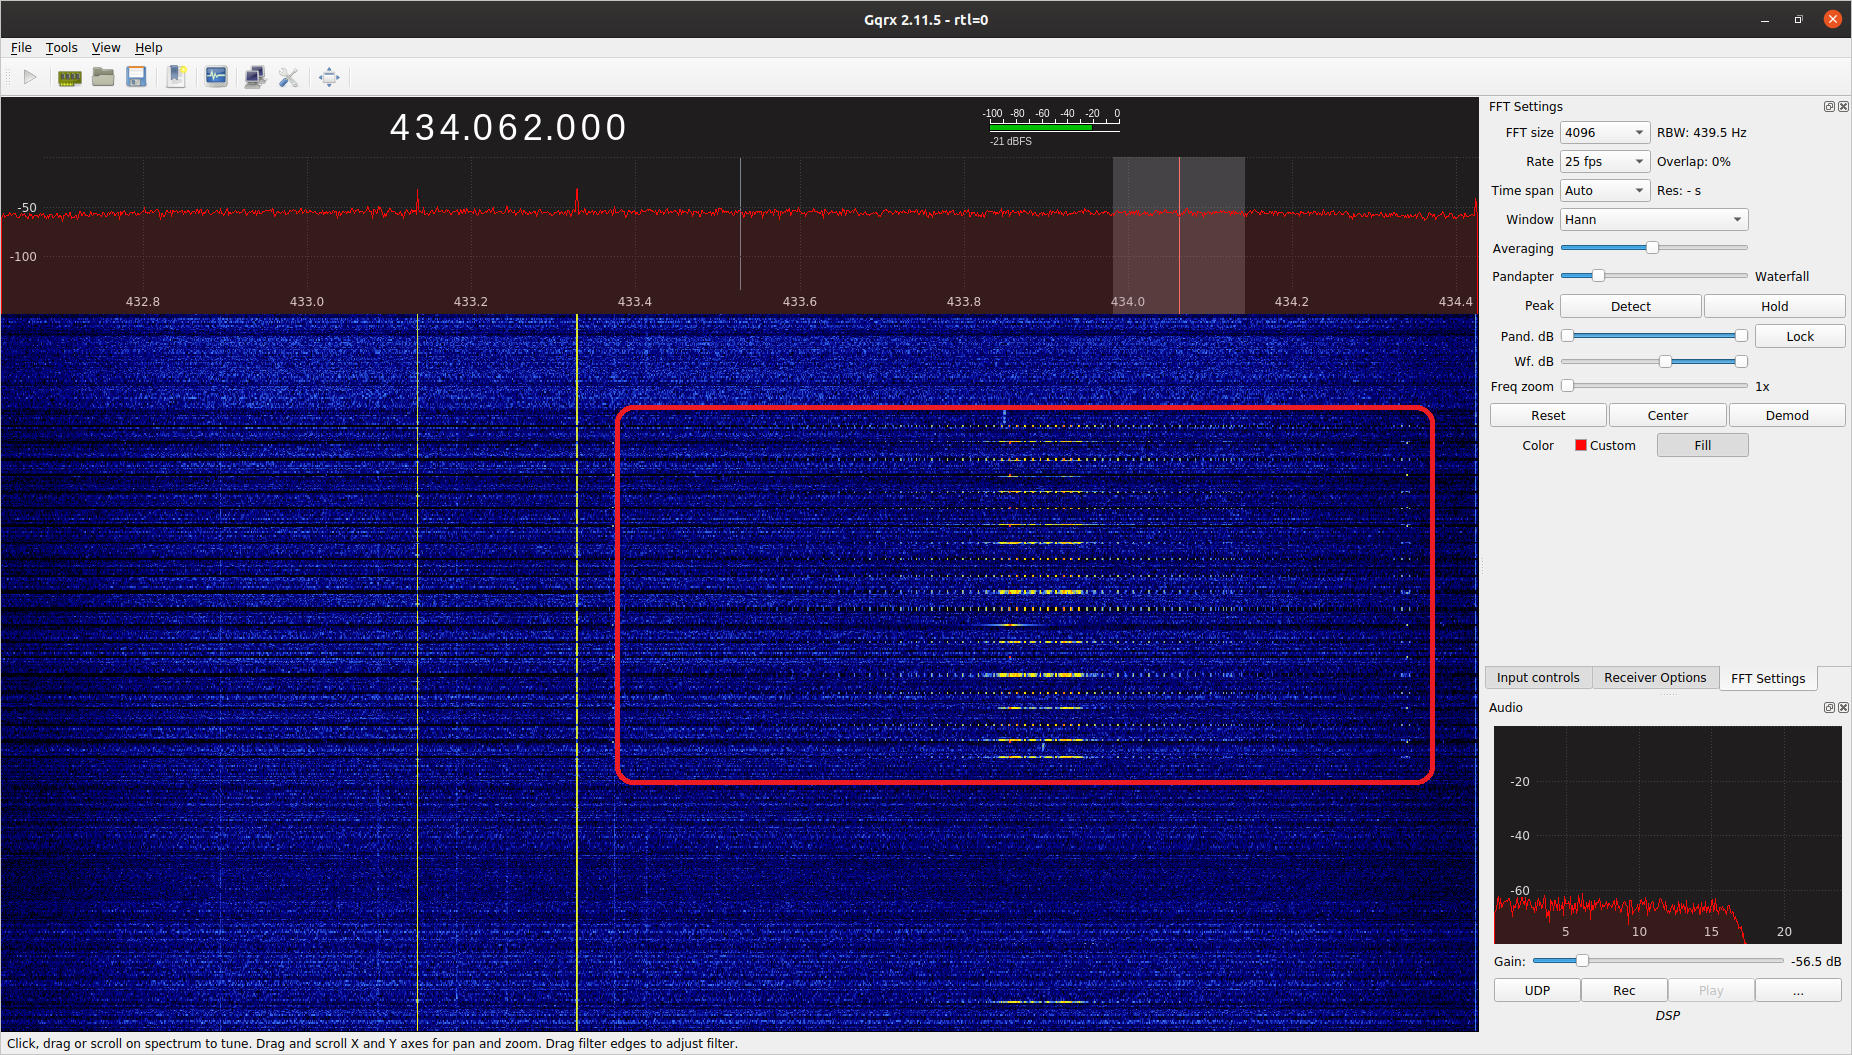 Gqrx 2.11.5 - rtl=0
File Tools View Help
434.062.000
-100 -80 -60 -40 -20 0
-21 dBFS
-50
-100
432.8 433.0 433.2 433.4 433.6 433.8 434.0 434.2 434.4
FFT Settings
FFT size 4096 RBW: 439.5 Hz
Rate 25 fps Overlap: 0%
Time span Auto Res: - s
Window Hann
Averaging
Pandapter Waterfall
Peak Detect Hold
Pand. dB Lock
Wf. dB
Freq zoom 1x
Reset Center Demod
Color Custom Fill
Input controls Receiver Options FFT Settings
Audio
-20
-40
-60
5 10 15 20
Gain: -56.5 dB
UDP Rec Play ...
DSP
Click, drag or scroll on spectrum to tune. Drag and scroll X and Y axes for pan and zoom. Drag filter edges to adjust filter.